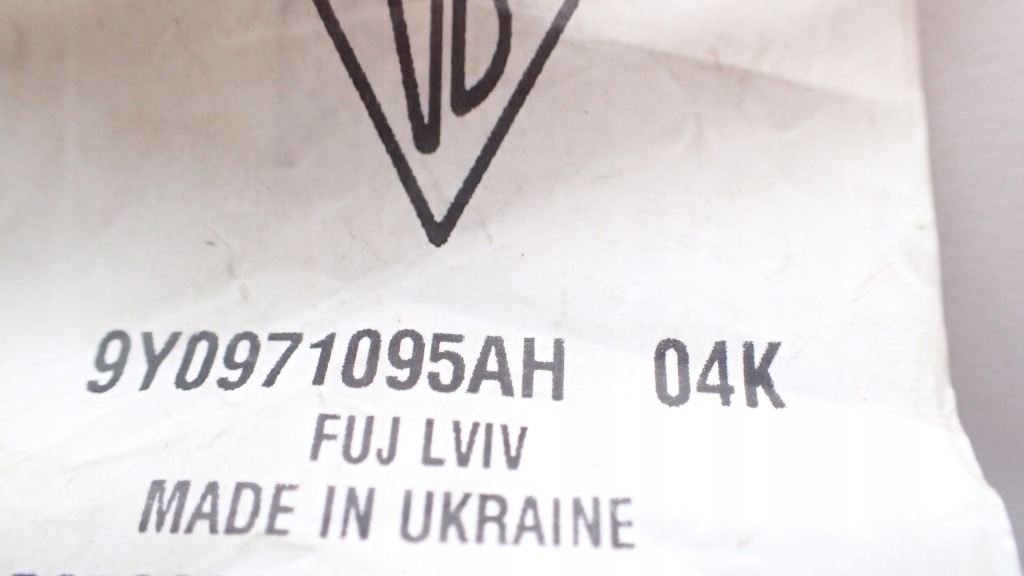 9Y0971095AH 04K
FUJ LVIV
MADE IN UKRAINE